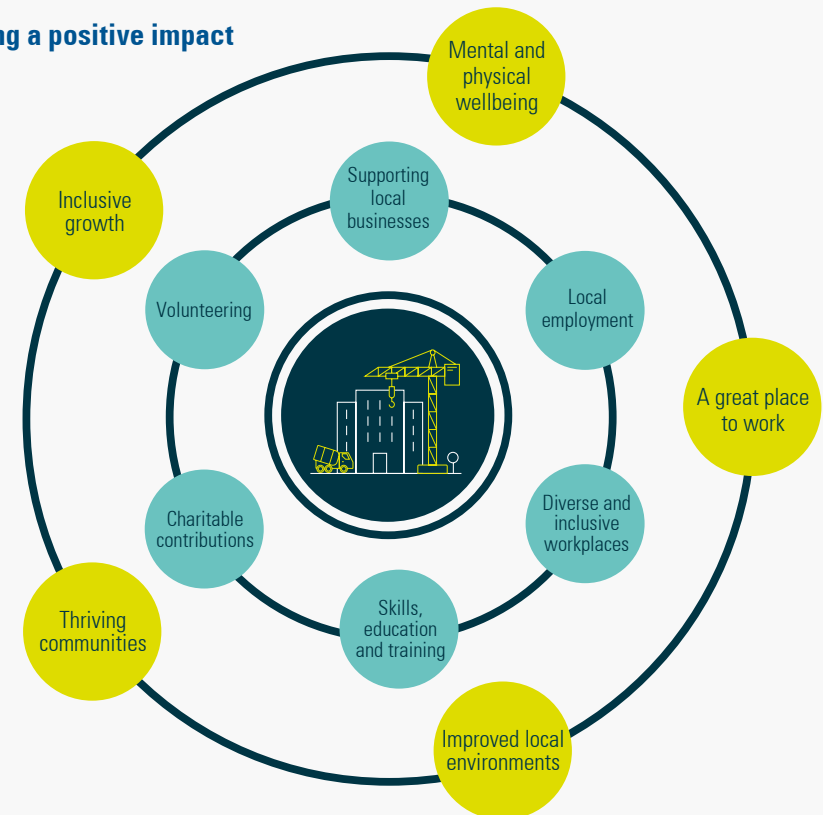 ng a positive impact
Mental and
physical
wellbeing
Inclusive
growth
Supporting
local
businesses
Volunteering
Local
employment
A great place
to work
Charitable
contributions
Diverse and
inclusive
workplaces
Skills,
education
and training
Thriving
communities
Improved local
environments